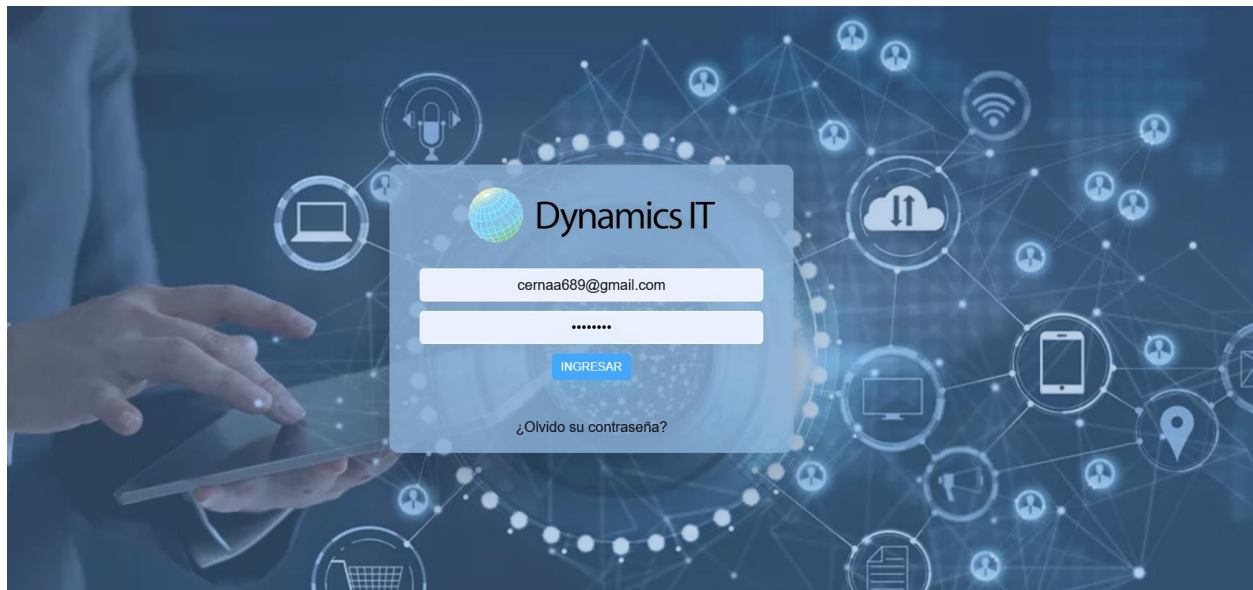 Dynamics IT
cernaa689@gmail.com
••••••••
INGRESAR
¿Olvido su contraseña?